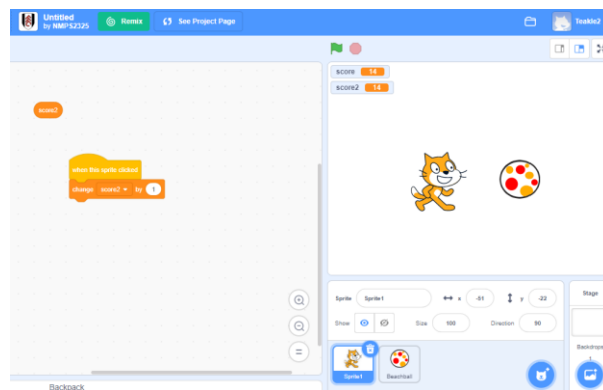 Untitled
by NMPS2325
Remix
See Project Page
Teakle2
score 14
score2 14
score2
when this sprite clicked
change score2 by 1
Sprite Sprite1 x -51 y -22
Show Size 100 Direction 90
Stage
Backdrops
1
Sprite1
Beachball
Backpack